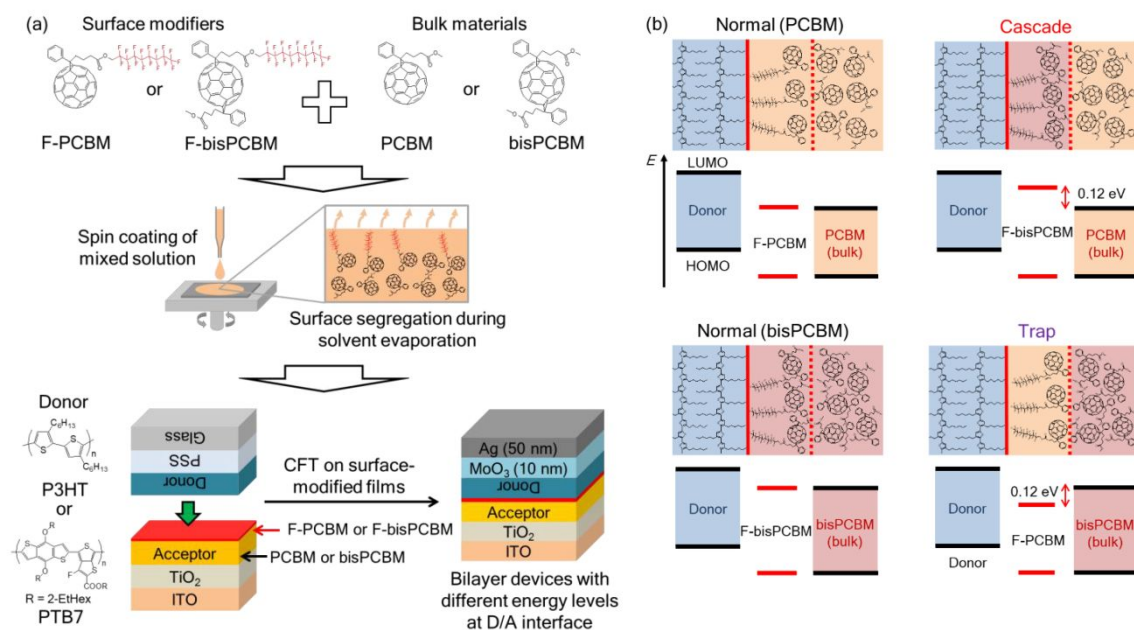 (a)
Surface modifiers
Bulk materials
or
or
F-PCBM
F-bisPCBM
PCBM
bisPCBM
Spin coating of
mixed solution
Surface segregation during
solvent evaporation
Donor
C6H13
S
S
n
C6H13
P3HT
or
OR
COOR
R = 2-EtHex
PTB7
Glass
PSS
Donor
Acceptor
TiO2
ITO
CFT on surface-
modified films
F-PCBM or F-bisPCBM
PCBM or bisPCBM
Ag (50 nm)
MoO3 (10 nm)
Donor
Acceptor
TiO2
ITO
Bilayer devices with
different energy levels
at D/A interface
(b)
Normal (PCBM)
E
LUMO
Donor
HOMO
F-PCBM
PCBM
(bulk)
Cascade
Donor
F-bisPCBM
0.12 eV
PCBM
(bulk)
Normal (bisPCBM)
Donor
F-bisPCBM
bisPCBM
(bulk)
Trap
Donor
Donor
0.12 eV
F-PCBM
bisPCBM
(bulk)